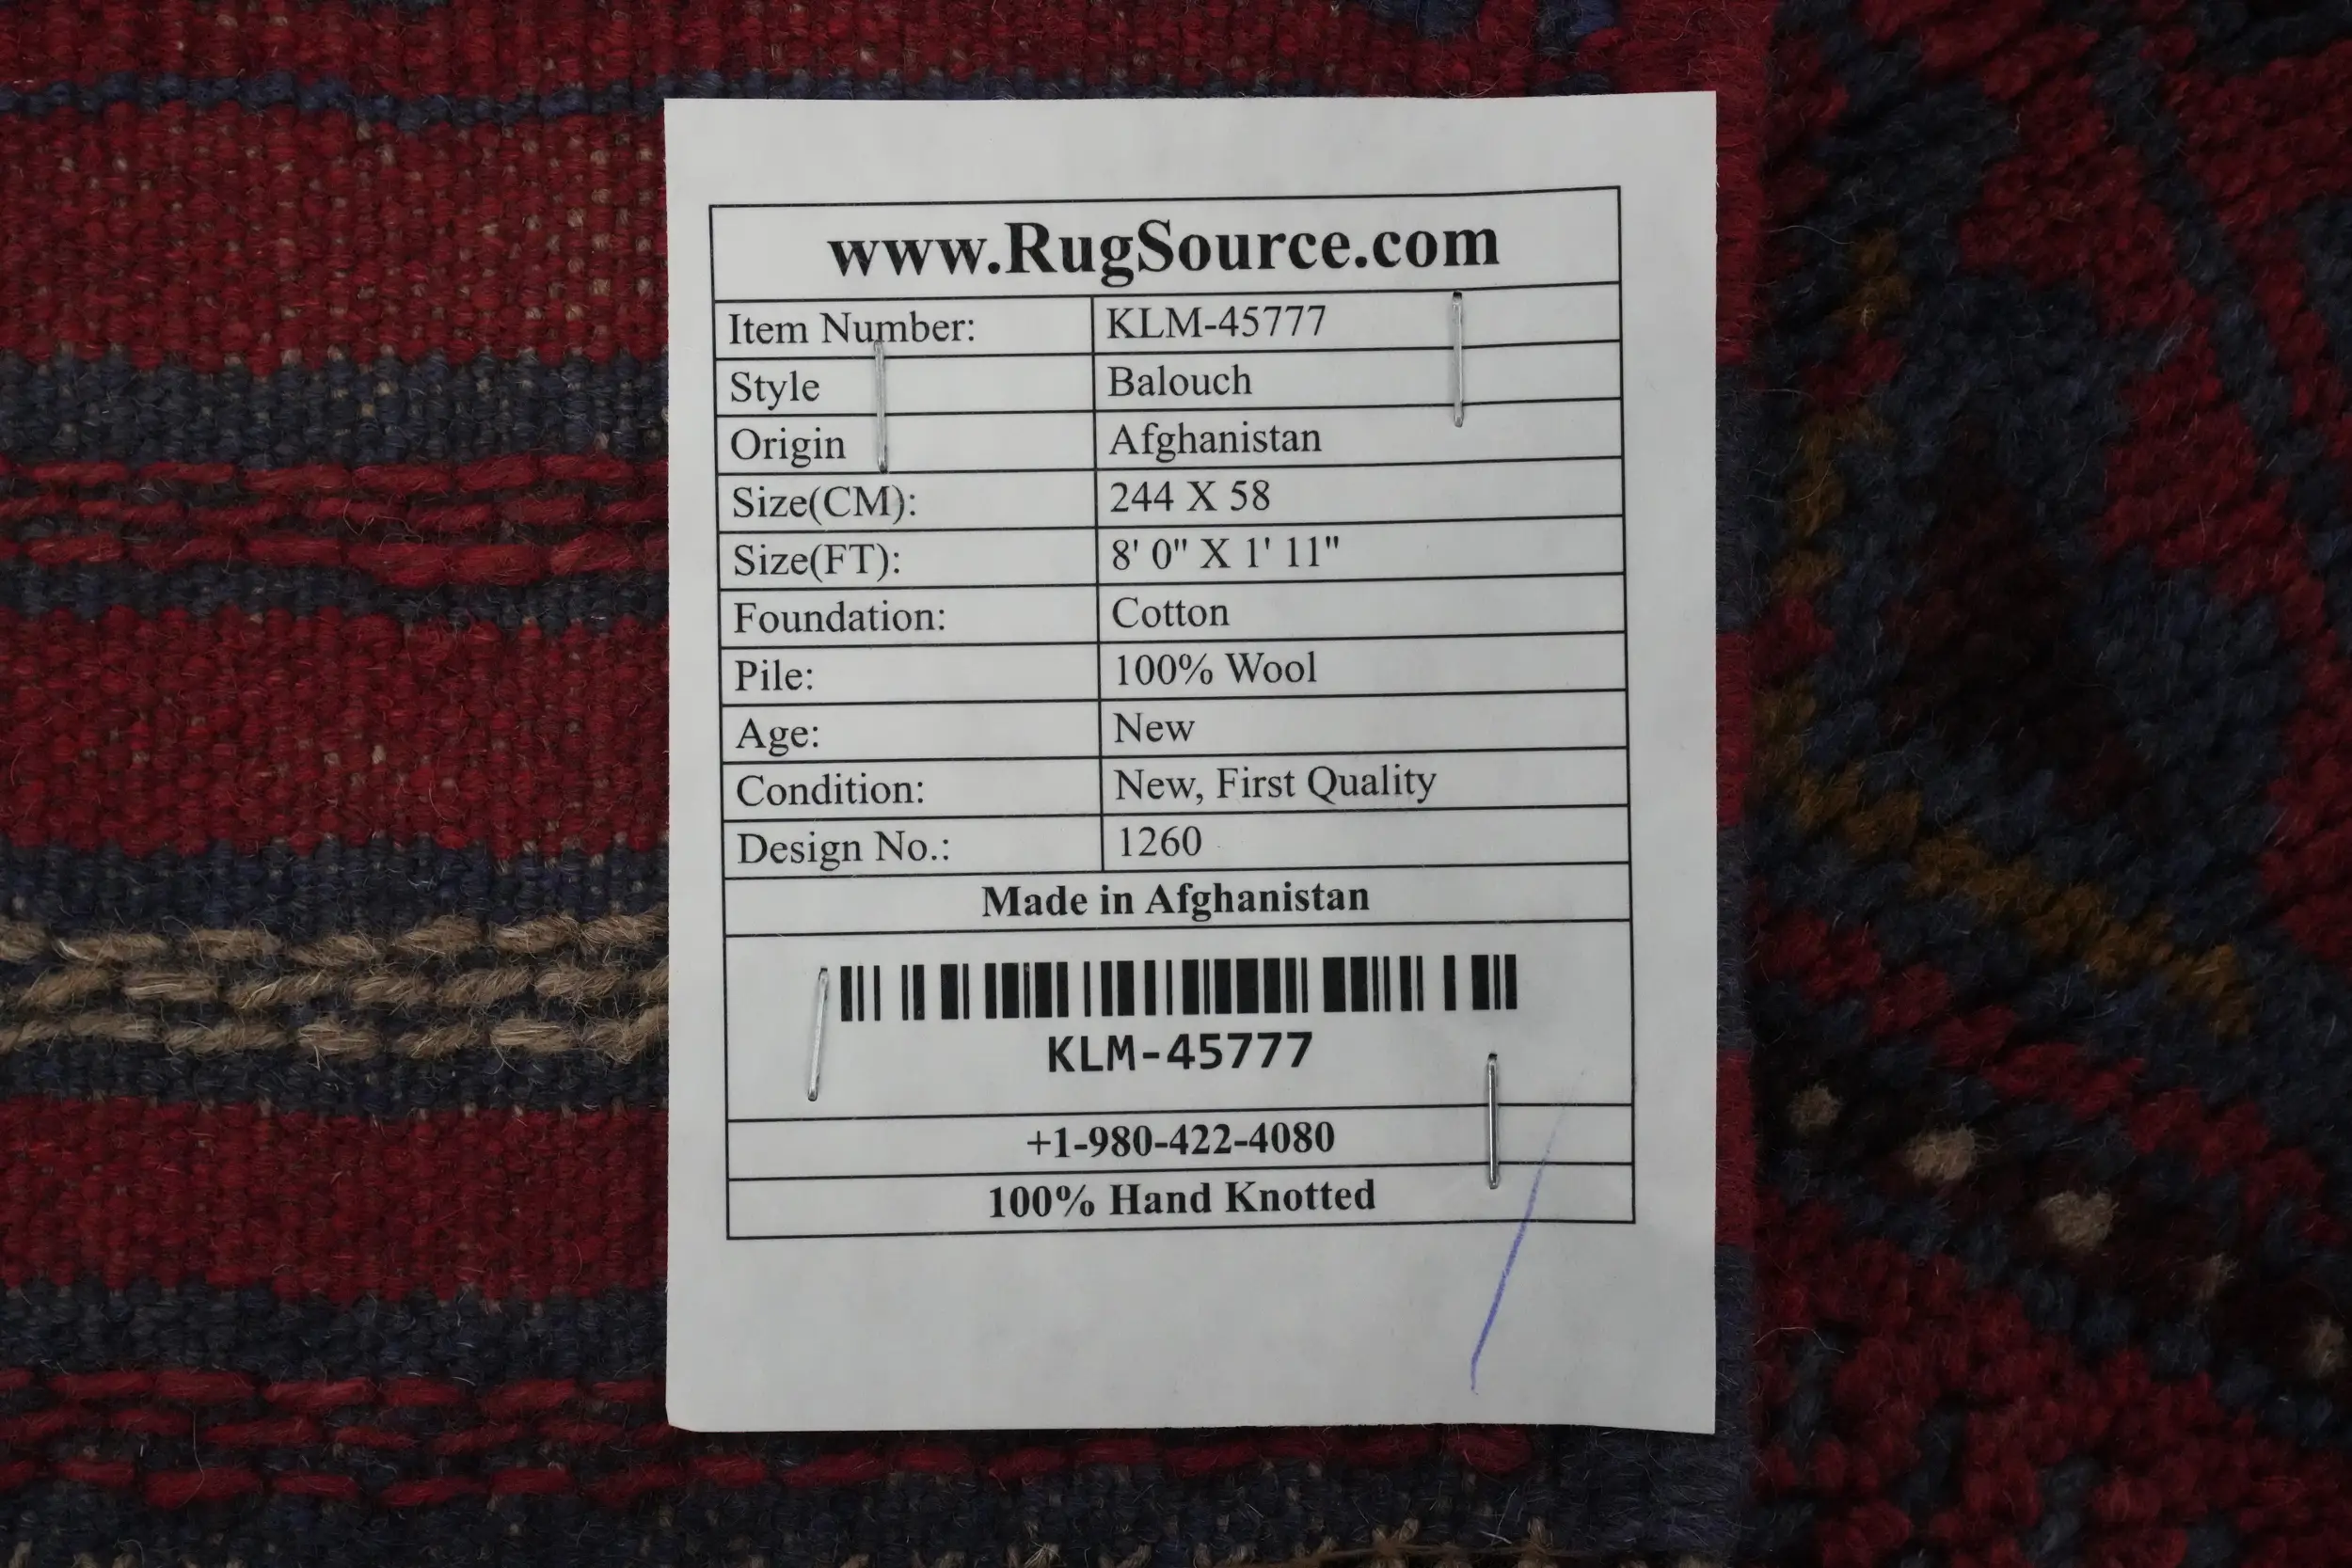 www.RugSource.com
Item Number: KLM-45777
Style Balouch
Origin Afghanistan
Size(CM): 244 X 58
Size(FT): 8' 0" X 1' 11"
Foundation: Cotton
Pile: 100% Wool
Age: New
Condition: New, First Quality
Design No.: 1260
Made in Afghanistan
KLM-45777
+1-980-422-4080
100% Hand Knotted